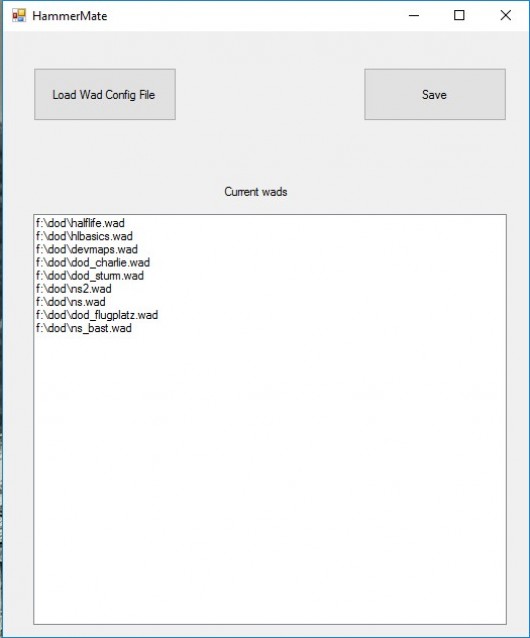 HammerMate
Load Wad Config File
Save
Current wads
f:\dod\halflife.wad
f:\dod\hlbasics.wad
f:\dod\devmaps.wad
f:\dod\dod_charlie.wad
f:\dod\dod_sturm.wad
f:\dod\ns2.wad
f:\dod\ns.wad
f:\dod\dod_flugplatz.wad
f:\dod\ns_bast.wad